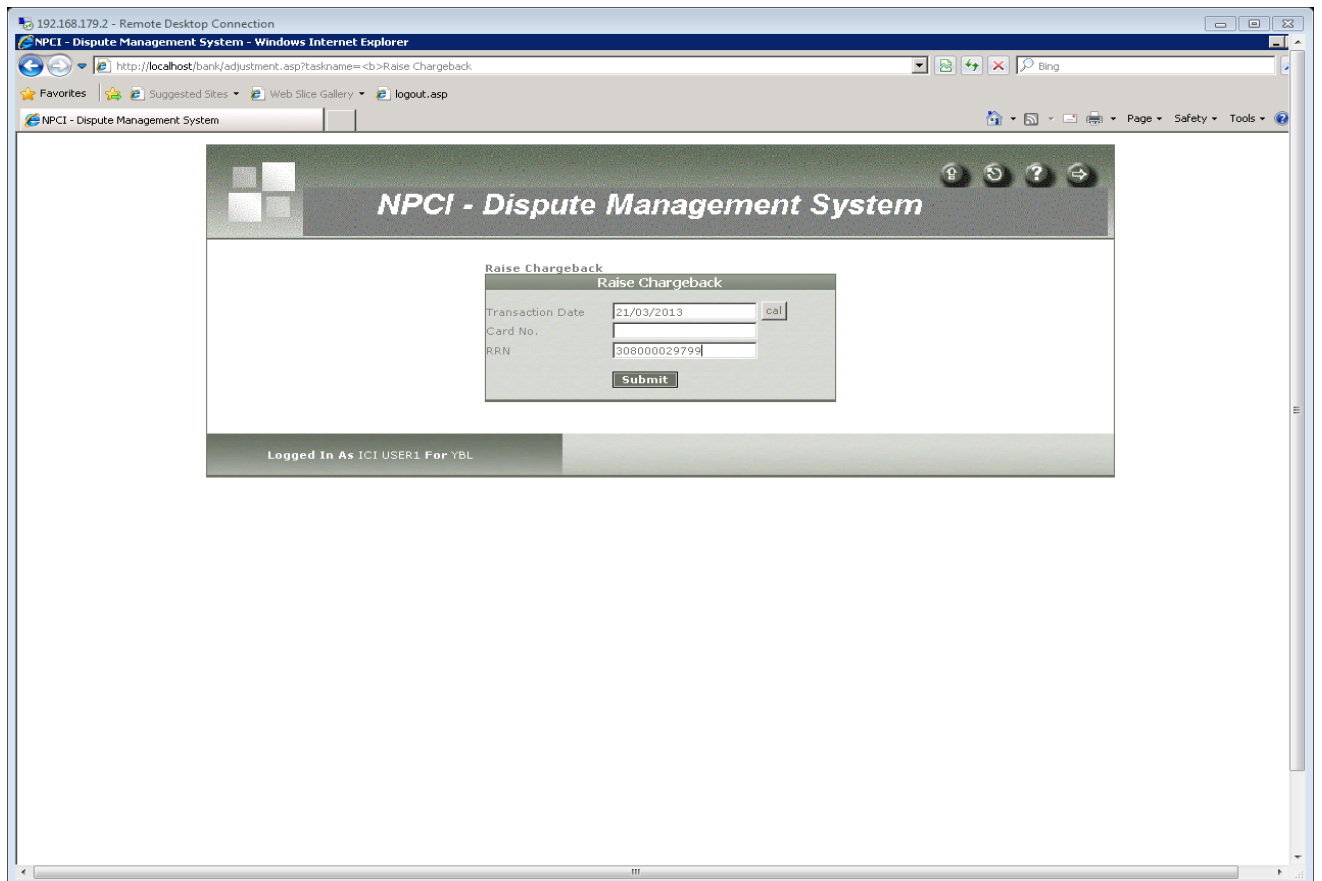 192.168.179.2 - Remote Desktop Connection
NPCI - Dispute Management System - Windows Internet Explorer
http://localhost/bank/adjustment.asp?taskname=<b>Raise Chargeback
Bing
Favorites Suggested Sites Web Slice Gallery logout.asp
NPCI - Dispute Management System Page Safety Tools
NPCI - Dispute Management System
Raise Chargeback
Raise Chargeback
Transaction Date 21/03/2013 cal
Card No.
RRN 308000029799
Submit
Logged In As ICI USER1 For YBL